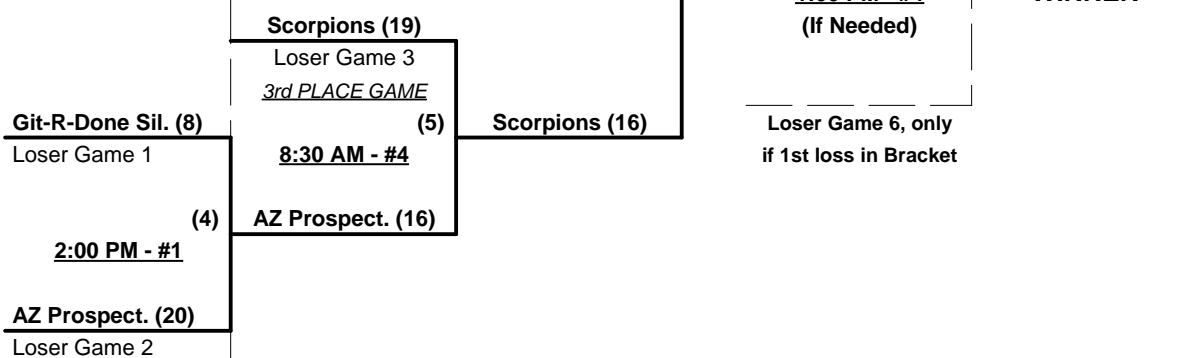 Scorpions (19)
Loser Game 3
3rd PLACE GAME
(If Needed)
Git-R-Done Sil. (8)
Loser Game 1
(5)
8:30 AM - #4
Scorpions (16)
Loser Game 6, only
if 1st loss in Bracket
(4)
AZ Prospect. (16)
2:00 PM - #1
AZ Prospect. (20)
Loser Game 2